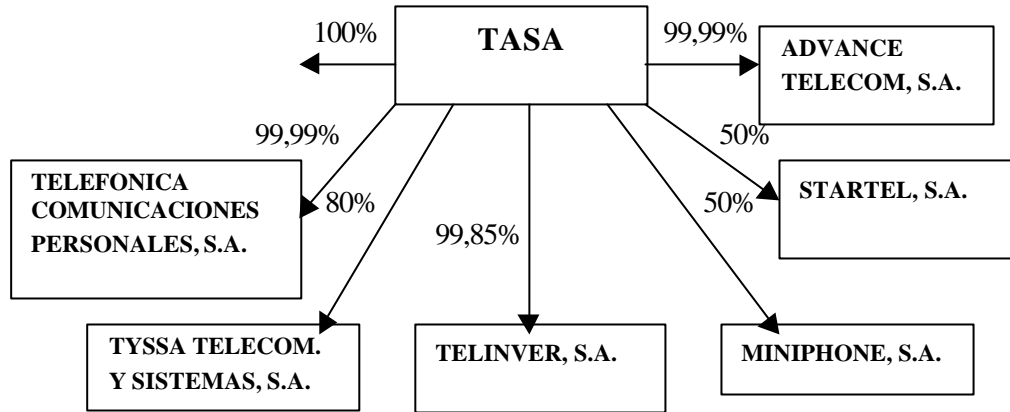 100%
TASA
99,99%
ADVANCE
TELECOM, S.A.
99,99%
50%
TELEFONICA
COMUNICACIONES
PERSONALES, S.A.
80%
50%
STARTEL, S.A.
99,85%
TYSSA TELECOM.
Y SISTEMAS, S.A.
TELINVER, S.A.
MINIPHONE, S.A.